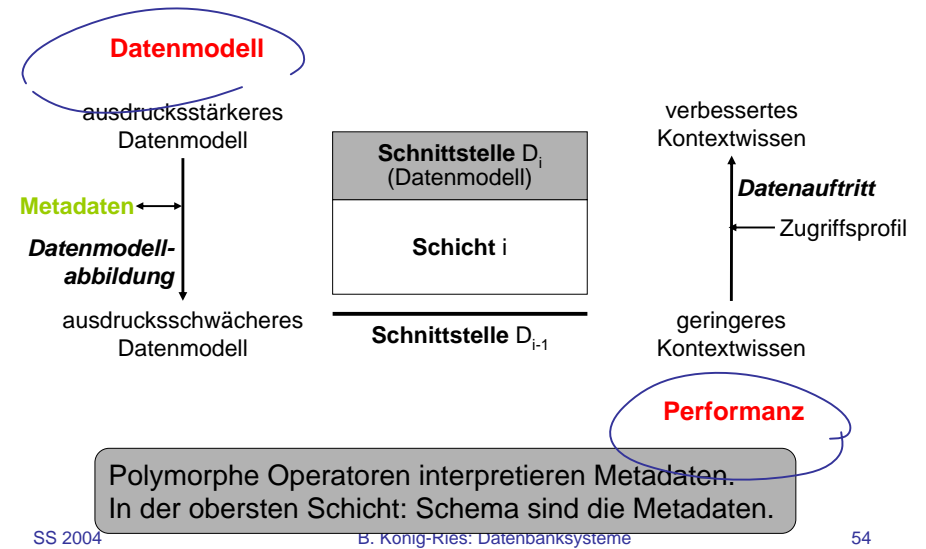 Datenmodell
ausdrucksstärkeres
Datenmodell
Metadaten
Datenmodell-
abbildung
ausdrucksschwächeres
Datenmodell
Schnittstelle Di
(Datenmodell)
Schicht i
Schnittstelle Di-1
verbessertes
Kontextwissen
Datenauftritt
Zugriffsprofil
geringeres
Kontextwissen
Performanz
Polymorphe Operatoren interpretieren Metadaten.
In der obersten Schicht: Schema sind die Metadaten.
SS 2004 B. König-Ries: Datenbanksysteme 54